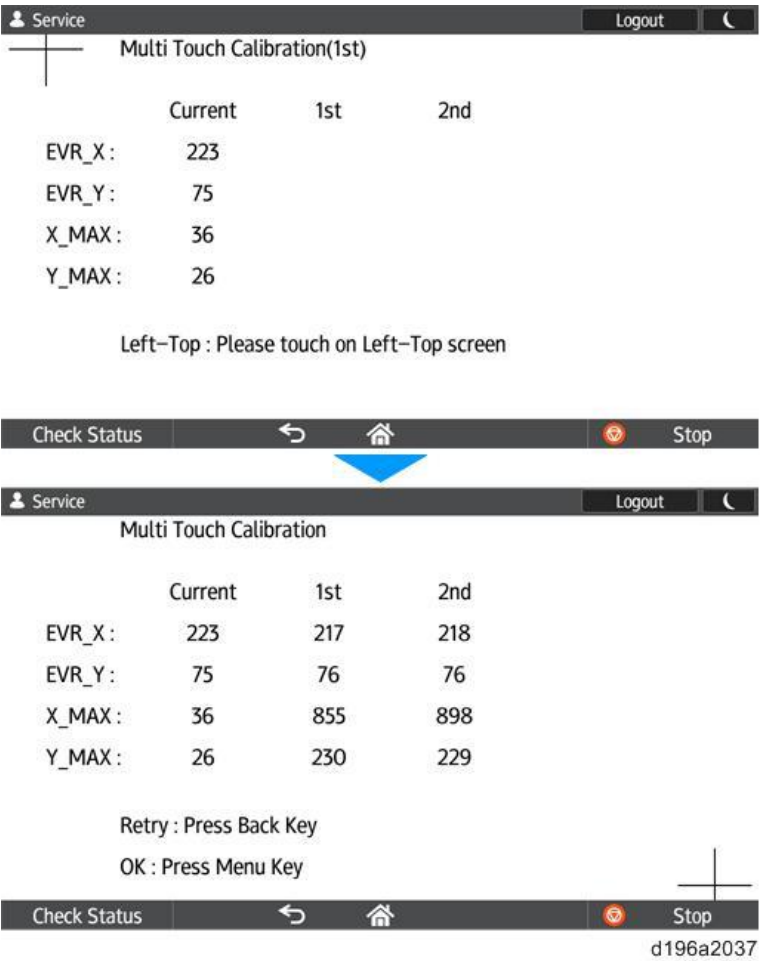 Service Logout
Multi Touch Calibration(1st)
Current 1st 2nd
EVR_X : 223
EVR_Y : 75
X_MAX : 36
Y_MAX : 26
Left-Top : Please touch on Left-Top screen
Check Status Stop
Service Logout
Multi Touch Calibration
Current 1st 2nd
EVR_X : 223 217 218
EVR_Y : 75 76 76
X_MAX : 36 855 898
Y_MAX : 26 230 229
Retry : Press Back Key
OK : Press Menu Key
Check Status Stop
d196a2037